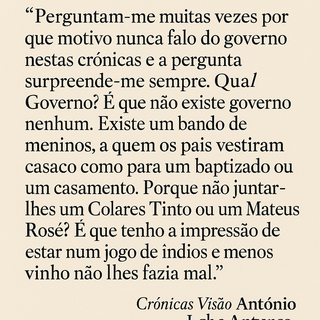 “Perguntam-me muitas vezes por
que motivo nunca falo do governo
nestas crónicas e a pergunta
surpreende-me sempre. Qual
Governo? É que não existe governo
nenhum. Existe um bando de
meninos, a quem os pais vestiram
casaco como para um baptizado ou
um casamento. Porque não juntar-
lhes um Colares Tinto ou um Mateus
Rosé? É que tenho a impressão de
estar num jogo de índios e menos
vinho não lhes fazia mal.”
Crónicas Visão António